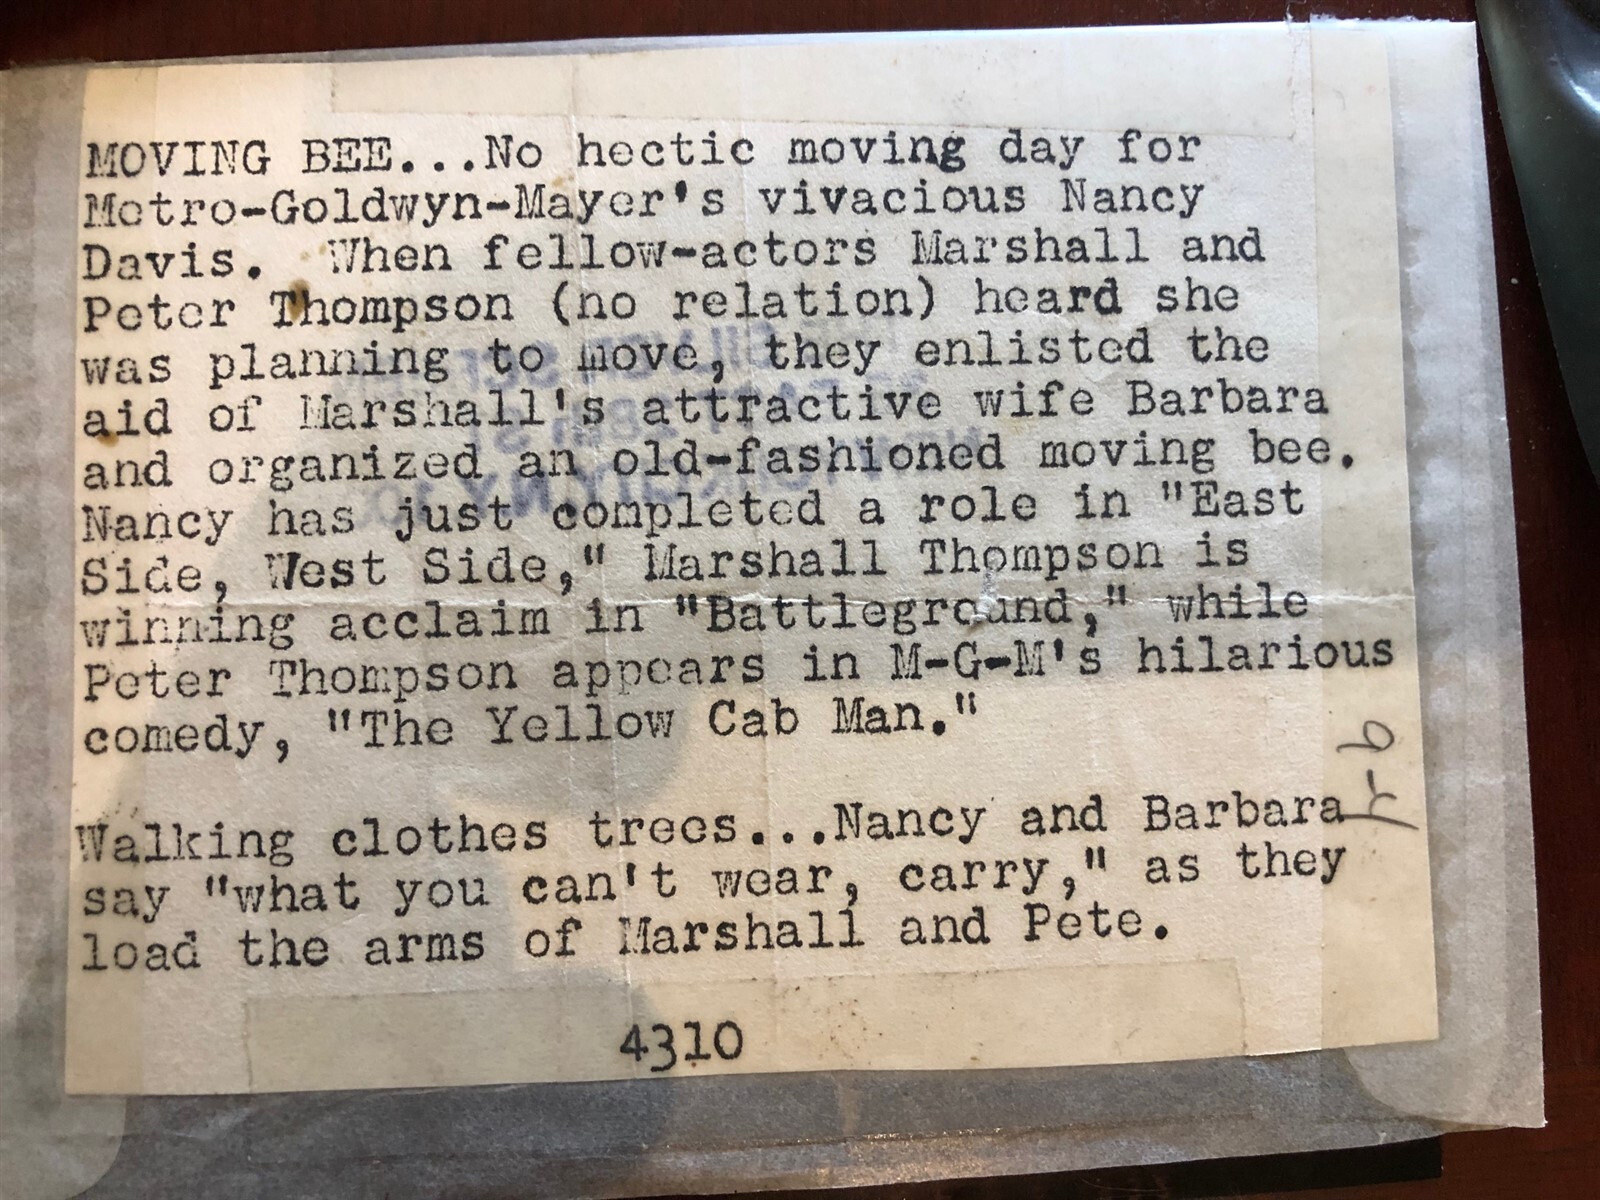 MOVING BEE...No hectic moving day for
Metro-Goldwyn-Mayer's vivacious Nancy
Davis. When fellow-actors Marshall and
Peter Thompson (no relation) heard she
was planning to move, they enlisted the
aid of Marshall's attractive wife Barbara
and organized an old-fashioned moving bee.
Nancy has just completed a role in "East
Side, West Side," Marshall Thompson is
winning acclaim in "Battleground," while
Peter Thompson appears in M-G-M's hilarious
comedy, "The Yellow Cab Man."
Walking clothes trees...Nancy and Barbara
say "what you can't wear, carry," as they
load the arms of Marshall and Pete.
4310